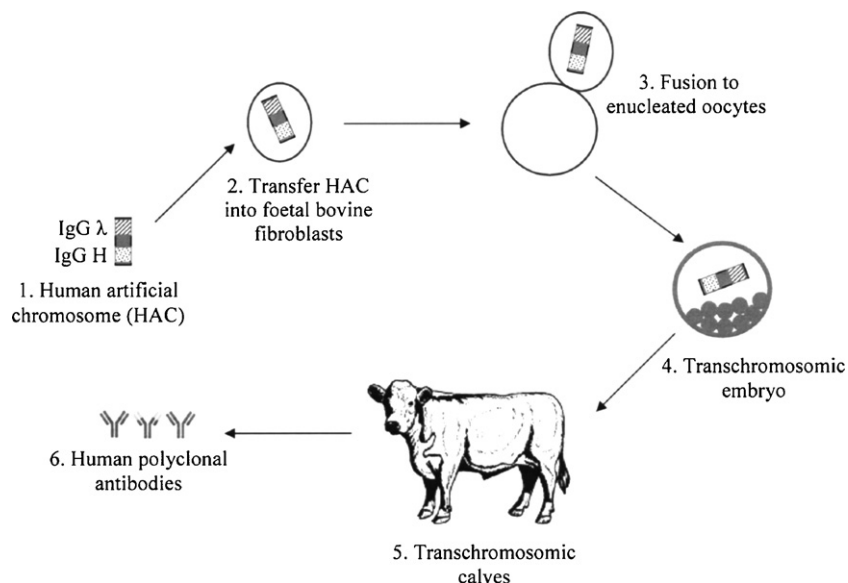 IgG λ
IgG H
1. Human artificial
chromosome (HAC)
2. Transfer HAC
into foetal bovine
fibroblasts
3. Fusion to
enucleated oocytes
4. Transchromosomic
embryo
5. Transchromosomic
calves
6. Human polyclonal
antibodies